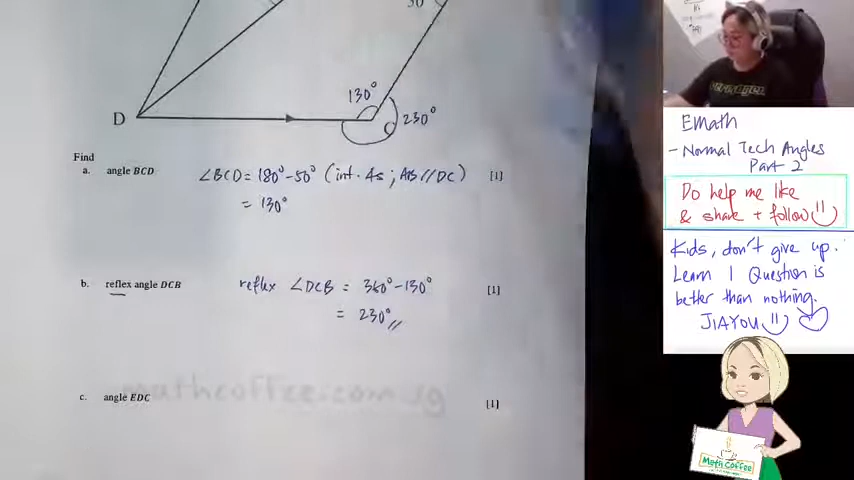 50
130°
D
C
230°
Find
a. angle BCD
∠BCD = 180° - 50° (int. ∠s ; AB // DC)
[1]
= 130°
b. reflex angle DCB
reflex ∠DCB = 360° - 130°
[1]
= 230°
c. angle EDC
[1]
mathcoffee.com.sg
EMath
- Normal Tech Angles
Part 2
Do help me like
& share + follow
Kids, don't give up.
Learn 1 Question is
better than nothing.
JIAYOU
Math Coffee